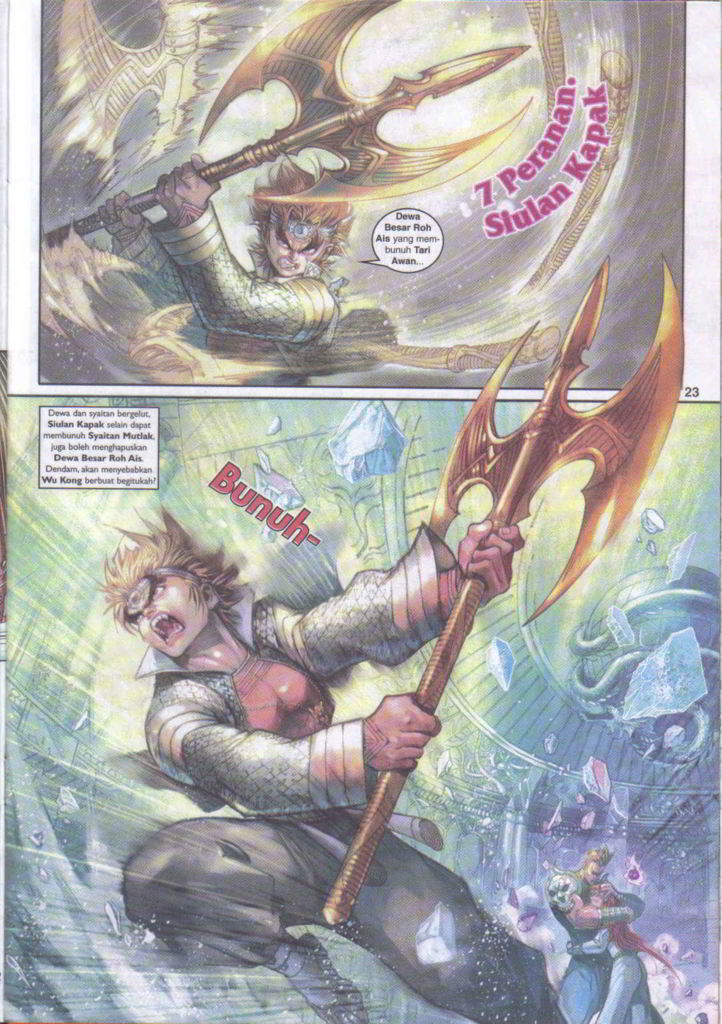 7 Peranan.
Siulan Kapak
Dewa
Besar Roh
Ais yang mem-
bunuh Tari
Awan...
23
Dewa dan syaitan bergelut,
Siulan Kapak selain dapat
membunuh Syaitan Mutlak,
juga boleh menghapuskan
Dewa Besar Roh Ais.
Dendam, akan menyebabkan
Wu Kong berbuat begitukah?
Bunuh-